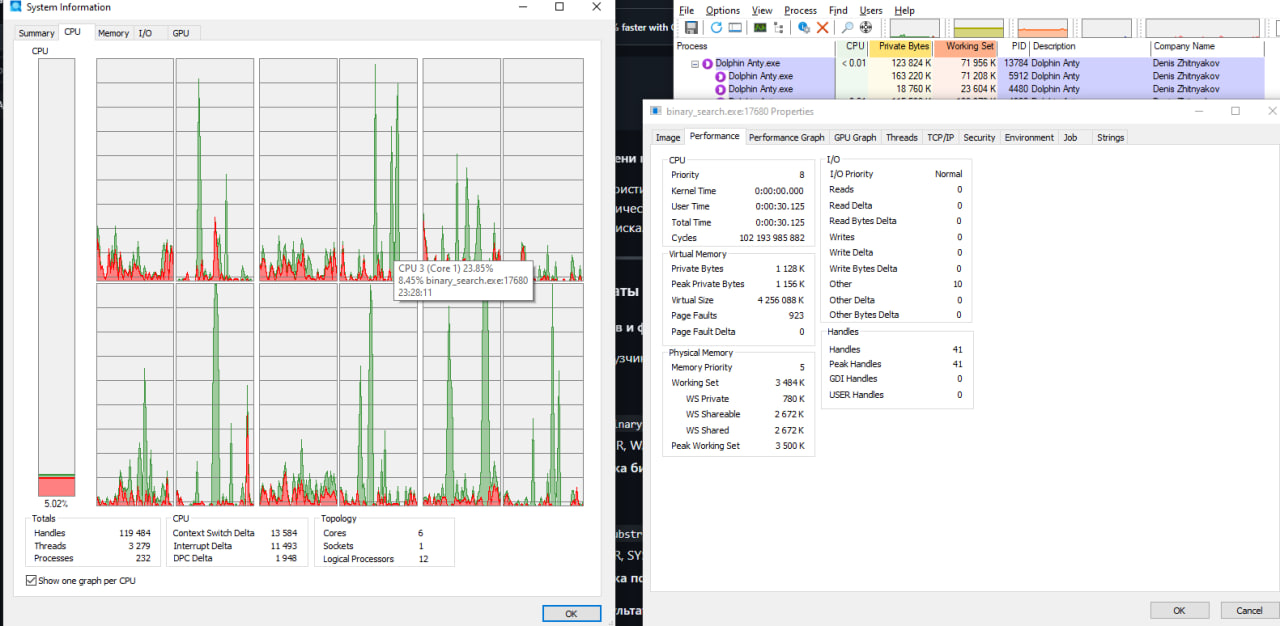 System Information
Summary CPU Memory I/O GPU
CPU
CPU 3 (Core 1) 23.85%
8.45% binary_search.exe:17680
23:28:11
5.02%
Totals
Handles 119 484
Threads 3 279
Processes 232
CPU
Context Switch Delta 13 584
Interrupt Delta 11 493
DPC Delta 1 948
Topology
Cores 6
Sockets 1
Logical Processors 12
Show one graph per CPU
OK
% faster with
File Options View Process Find Users Help
Process CPU Private Bytes Working Set PID Description Company Name
Dolphin Anty.exe < 0.01 123 824 K 71 956 K 13784 Dolphin Anty Denis Zhitnyakov
Dolphin Anty.exe 163 220 K 71 208 K 5912 Dolphin Anty Denis Zhitnyakov
Dolphin Anty.exe 18 760 K 23 604 K 4480 Dolphin Anty Denis Zhitnyakov
binary_search.exe:17680 Properties
Image Performance Performance Graph GPU Graph Threads TCP/IP Security Environment Job Strings
CPU
Priority 8
Kernel Time 0:00:00.000
User Time 0:00:30.125
Total Time 0:00:30.125
Cycles 102 193 985 882
Virtual Memory
Private Bytes 1 128 K
Peak Private Bytes 1 156 K
Virtual Size 4 256 088 K
Page Faults 923
Page Fault Delta 0
Physical Memory
Memory Priority 5
Working Set 3 484 K
WS Private 780 K
WS Shareable 2 672 K
WS Shared 2 672 K
Peak Working Set 3 500 K
I/O
I/O Priority Normal
Reads 0
Read Delta 0
Read Bytes Delta 0
Writes 0
Write Delta 0
Write Bytes Delta 0
Other 10
Other Delta 0
Other Bytes Delta 0
Handles
Handles 41
Peak Handles 41
GDI Handles 0
USER Handles 0
OK Cancel